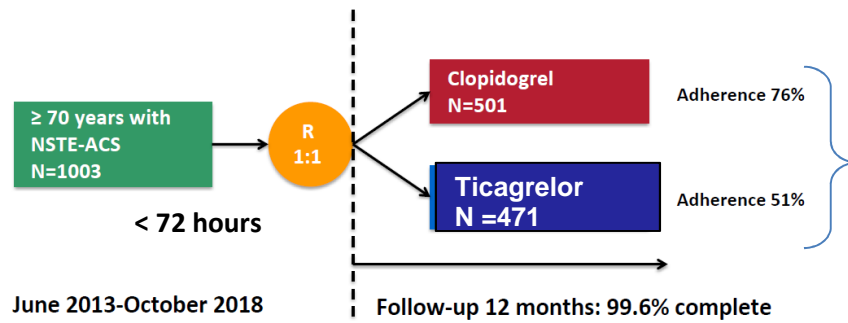 ≥ 70 years with
NSTE-ACS
N=1003
< 72 hours
R
1:1
Clopidogrel
N=501
Adherence 76%
Ticagrelor
N =471
Adherence 51%
June 2013-October 2018
Follow-up 12 months: 99.6% complete